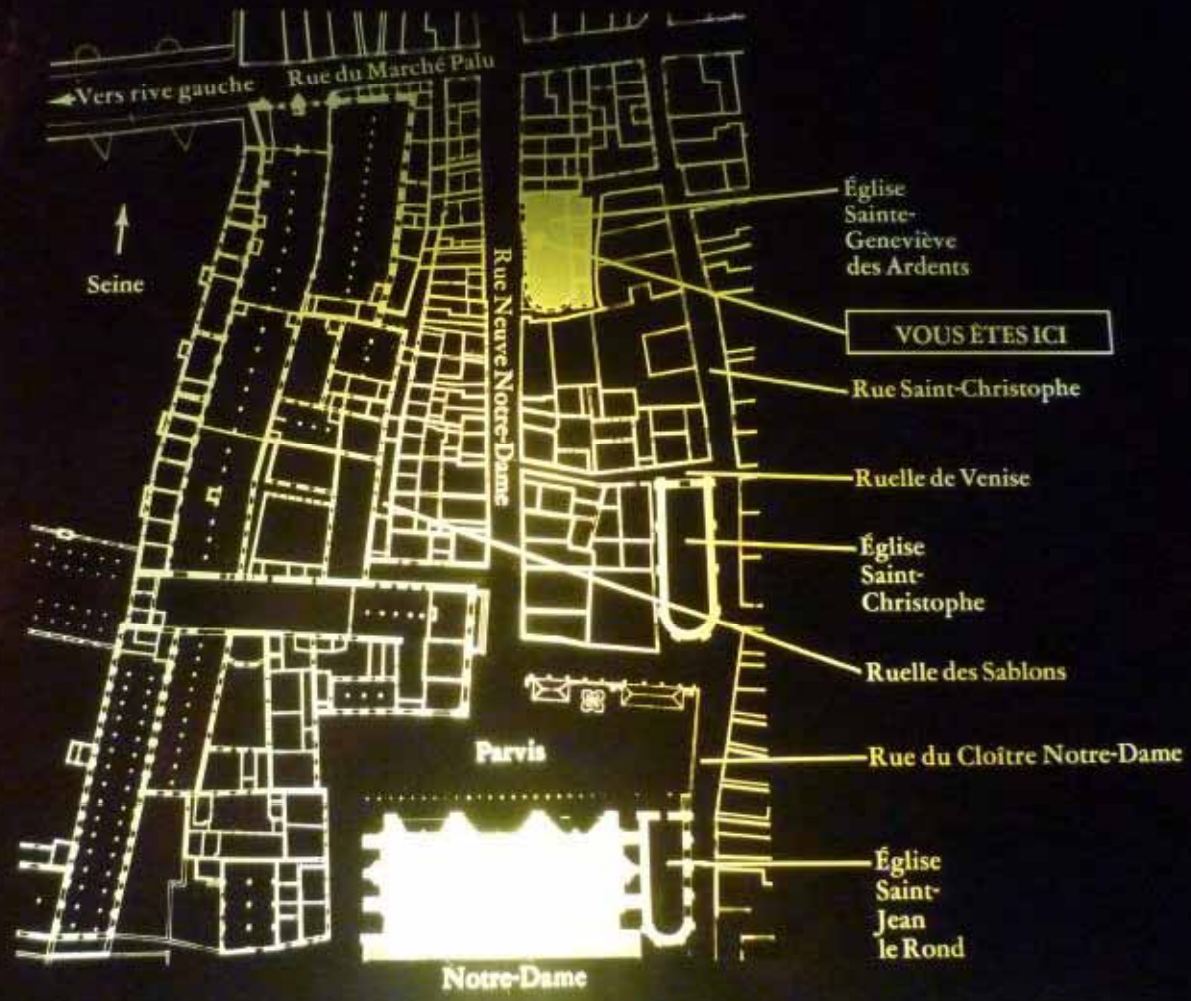 Vers rive gauche
Rue du Marché Palu
Seine
Rue Neuve Notre-Dame
Église
Sainte-
Geneviève
des Ardents
VOUS ÊTES ICI
Rue Saint-Christophe
Ruelle de Venise
Église
Saint-
Christophe
Ruelle des Sablons
Parvis
Rue du Cloître Notre-Dame
Église
Saint-
Jean
le Rond
Notre-Dame